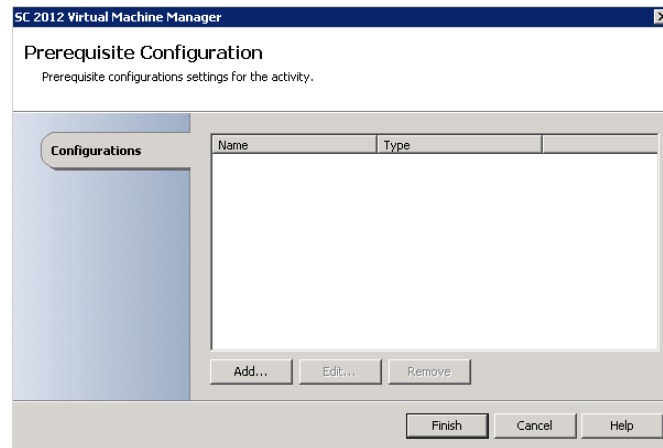 SC 2012 Virtual Machine Manager
Prerequisite Configuration
Prerequisite configurations settings for the activity.
Configurations
Name Type
Add... Edit... Remove
Finish Cancel Help